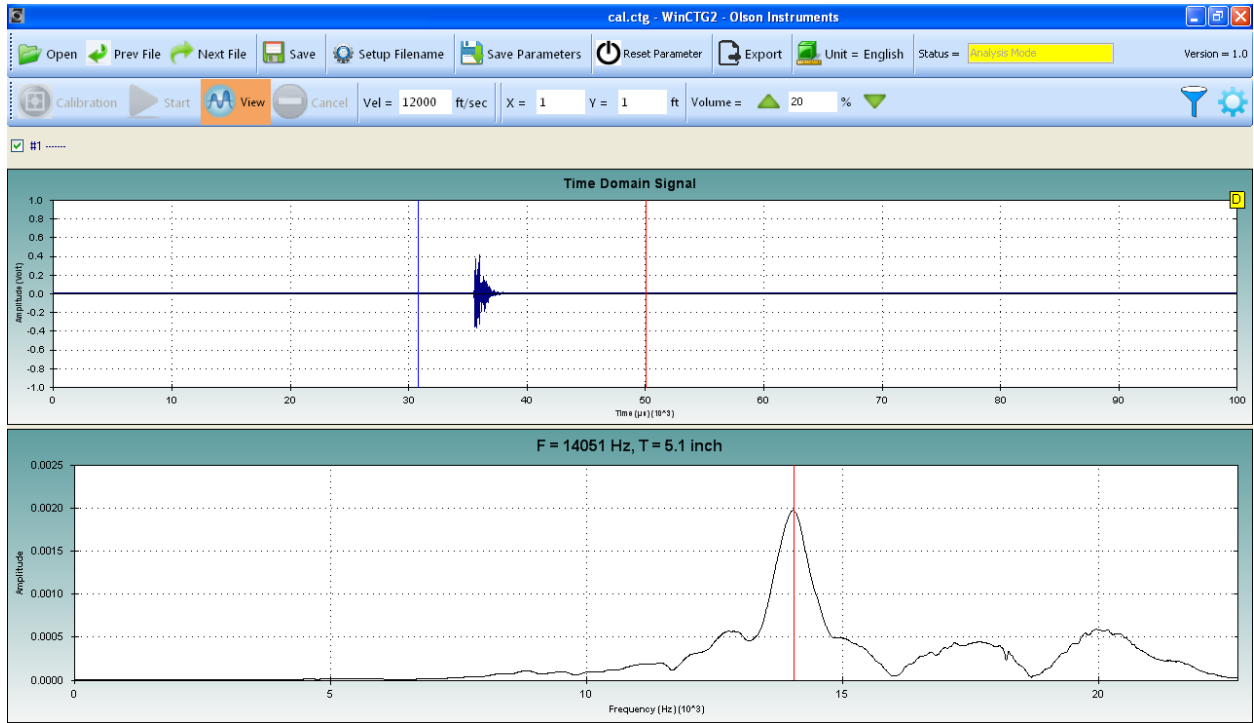 cal.ctg - WinCTG2 - Olson Instruments
Open Prev File Next File Save Setup Filename Save Parameters Reset Parameter Export Unit = English Status = Analysis Mode Version = 1.0
Calibration Start View Cancel Vel = 12000 ft/sec X = 1 Y = 1 ft Volume = 20 %
#1 -------
Time Domain Signal
D
Amplitude (Volt)
1.0
0.8
0.6
0.4
0.2
0.0
-0.2
-0.4
-0.6
-0.8
-1.0
0 10 20 30 40 50 60 70 80 90 100
Time (µs) (10^3)
F = 14051 Hz, T = 5.1 inch
Amplitude
0.0025
0.0020
0.0015
0.0010
0.0005
0.0000
0 5 10 15 20
Frequency (Hz) (10^3)